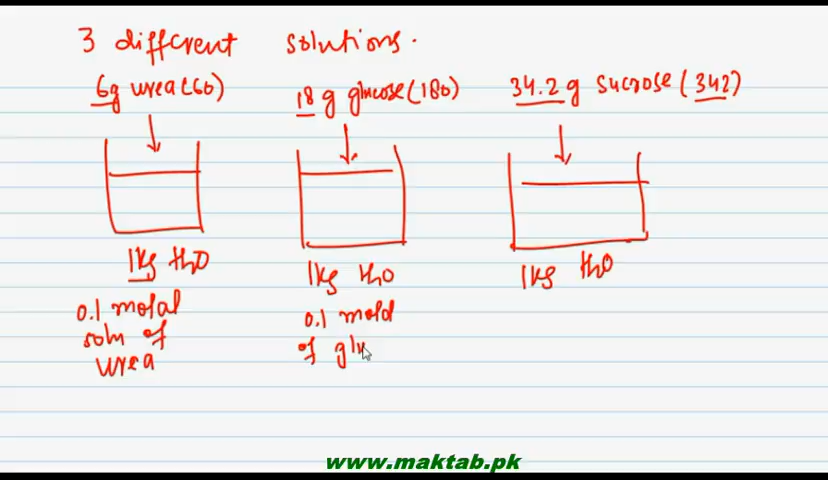 3 different solutions.
6g urea(60)
18 g glucose(180)
34.2 g sucrose(342)
1kg H2O
1kg H2O
1kg H2O
0.1 molal
soln of
urea
0.1 molal
of glu
www.maktab.pk